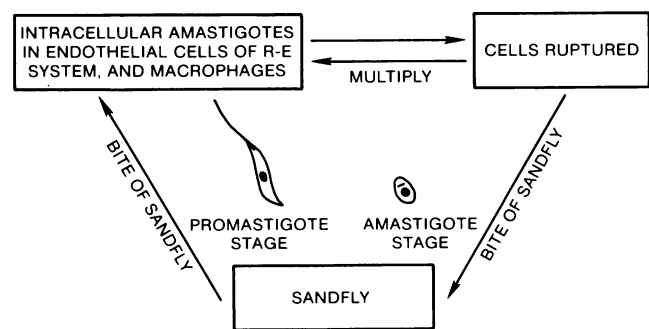 INTRACELLULAR AMASTIGOTES
IN ENDOTHELIAL CELLS OF R-E
SYSTEM, AND MACROPHAGES
CELLS RUPTURED
MULTIPLY
BITE OF SANDFLY
PROMASTIGOTE
STAGE
AMASTIGOTE
STAGE
BITE OF SANDFLY
SANDFLY